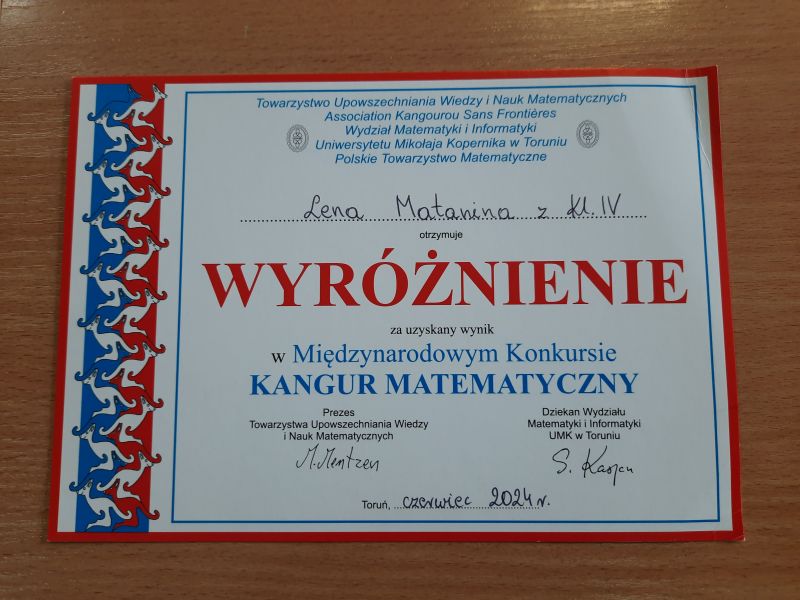 Towarzystwo Upowszechniania Wiedzy i Nauk Matematycznych
Association Kangourou Sans Frontières
Wydział Matematyki i Informatyki
Uniwersytetu Mikołaja Kopernika w Toruniu
Polskie Towarzystwo Matematyczne
Lena Matanina z kl. IV
otrzymuje
WYRÓŻNIENIE
za uzyskany wynik
w Międzynarodowym Konkursie
KANGUR MATEMATYCZNY
Prezes
Towarzystwa Upowszechniania Wiedzy
i Nauk Matematycznych
M. Mentzen
Dziekan Wydziału
Matematyki i Informatyki
UMK w Toruniu
S. Kasjan
Toruń, czerwiec 2024 r.